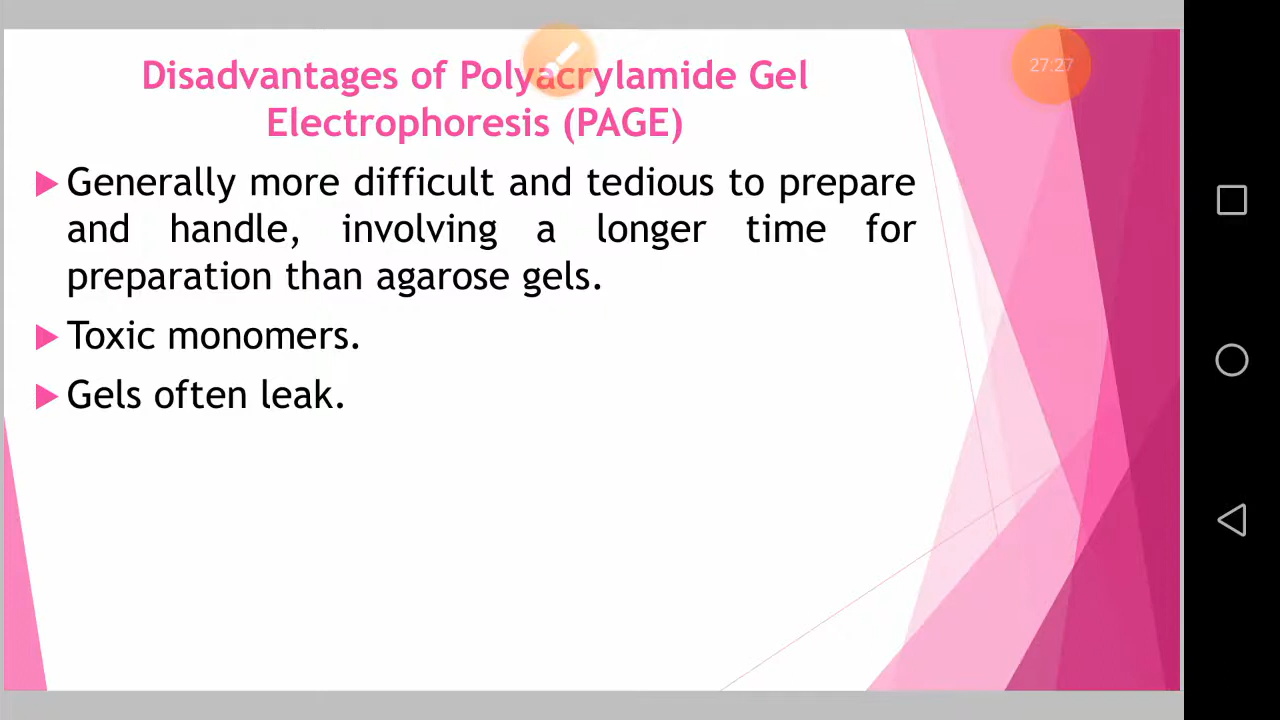 Disadvantages of Polyacrylamide Gel
Electrophoresis (PAGE)
27:27
Generally more difficult and tedious to prepare
and handle, involving a longer time for
preparation than agarose gels.
Toxic monomers.
Gels often leak.